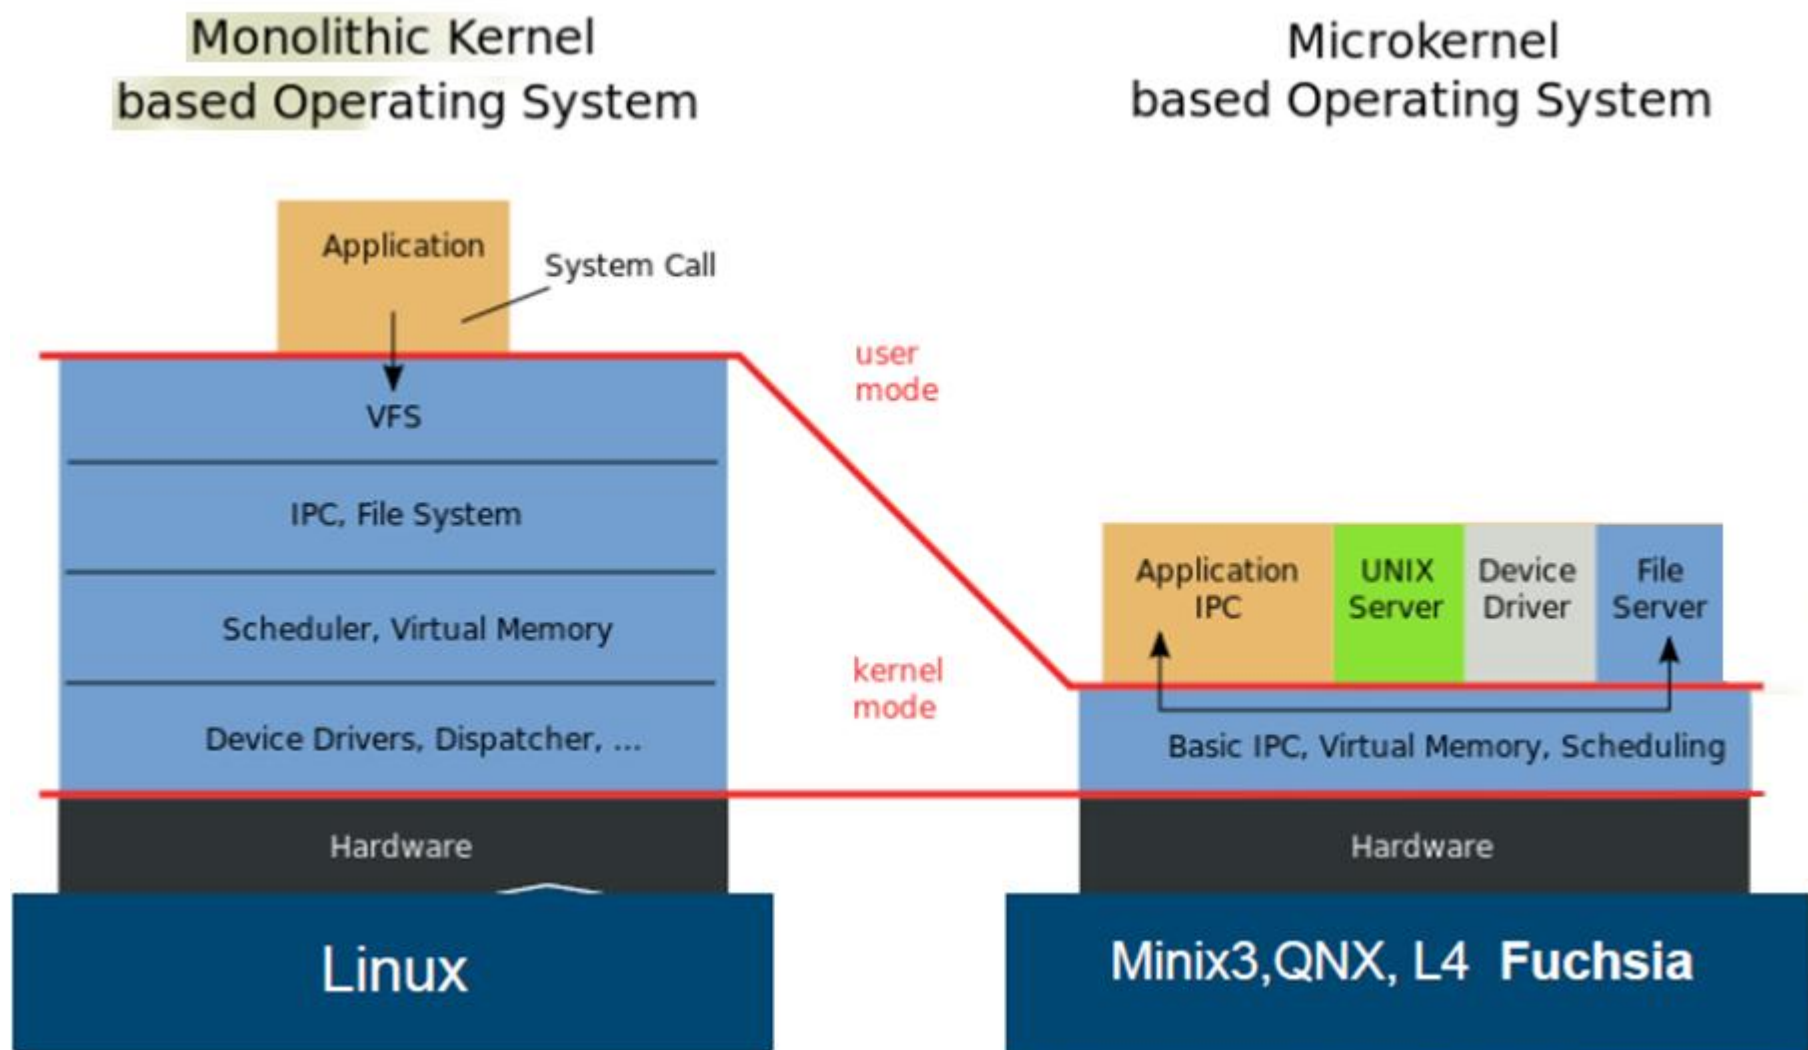 Monolithic Kernel
based Operating System
Application
System Call
VFS
IPC, File System
Scheduler, Virtual Memory
Device Drivers, Dispatcher, ...
Hardware
Linux
user
mode
kernel
mode
Microkernel
based Operating System
Application
IPC
UNIX
Server
Device
Driver
File
Server
Basic IPC, Virtual Memory, Scheduling
Hardware
Minix3,QNX, L4 Fuchsia